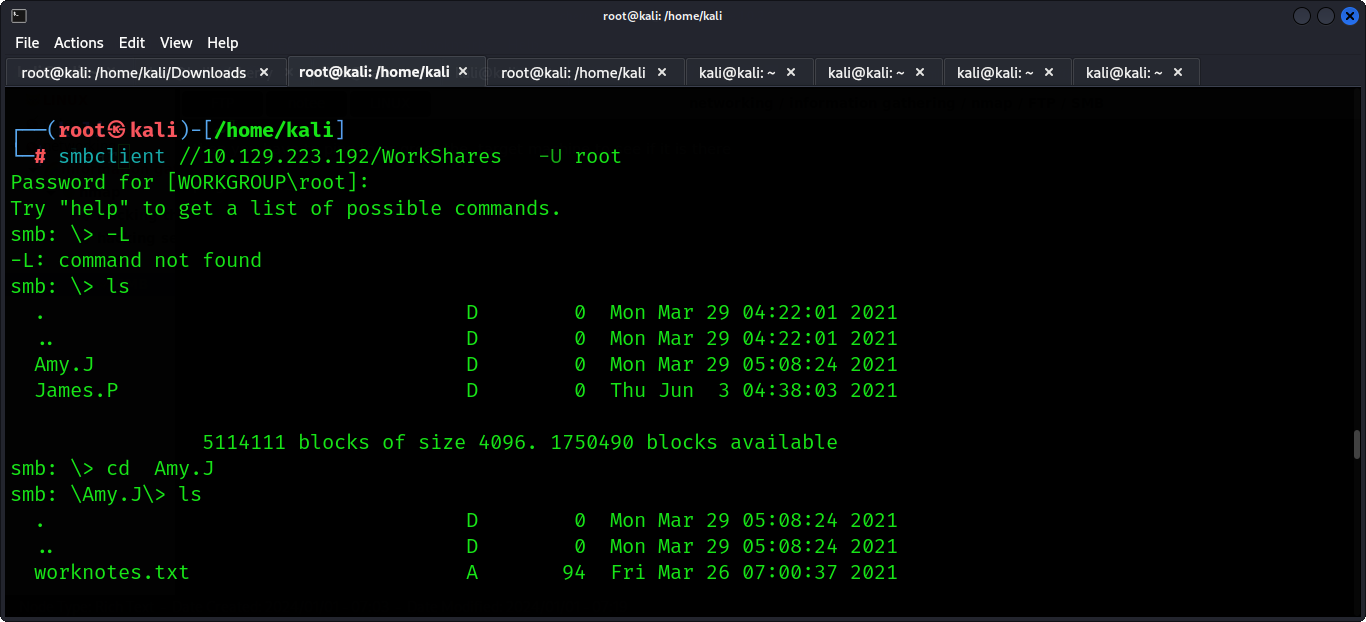 root@kali: /home/kali
File Actions Edit View Help
root@kali: /home/kali/Downloads × root@kali: /home/kali × root@kali: /home/kali × kali@kali: ~ × kali@kali: ~ × kali@kali: ~ × kali@kali: ~ ×
┌──(root㉿kali)-[/home/kali]
└─# smbclient //10.129.223.192/WorkShares   -U root
Password for [WORKGROUP\root]:
Try "help" to get a list of possible commands.
smb: \> -L
-L: command not found
smb: \> ls
  .                                   D        0  Mon Mar 29 04:22:01 2021
  ..                                  D        0  Mon Mar 29 04:22:01 2021
  Amy.J                               D        0  Mon Mar 29 05:08:24 2021
  James.P                             D        0  Thu Jun  3 04:38:03 2021
                5114111 blocks of size 4096. 1750490 blocks available
smb: \> cd  Amy.J
smb: \Amy.J\> ls
  .                                   D        0  Mon Mar 29 05:08:24 2021
  ..                                  D        0  Mon Mar 29 05:08:24 2021
  worknotes.txt                       A       94  Fri Mar 26 07:00:37 2021